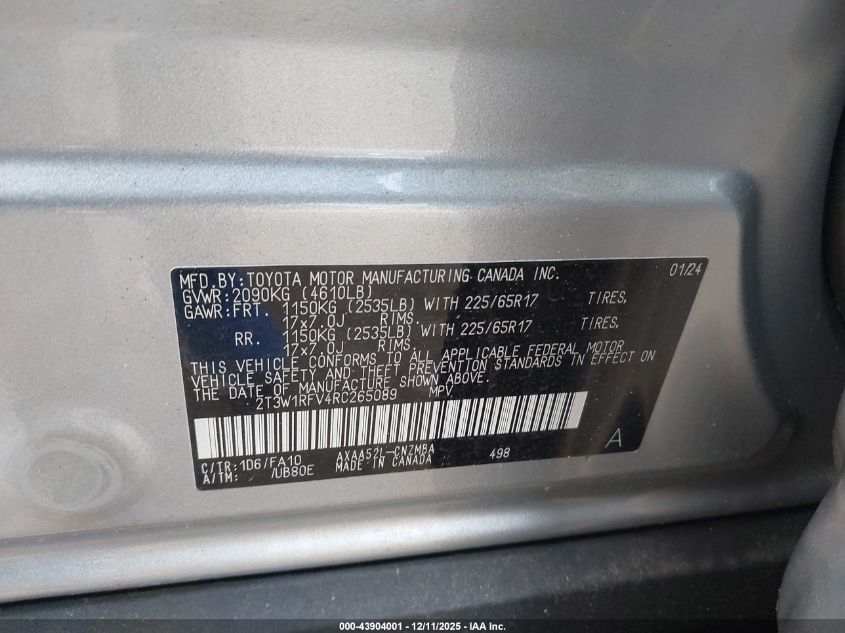 MFD.BY:TOYOTA MOTOR MANUFACTURING CANADA INC. 01/24
GVWR:2090KG (4610LB)
GAWR:FRT. 1150KG (2535LB) WITH 225/65R17 TIRES,
17x7.0J RIMS.
RR. 1150KG (2535LB) WITH 225/65R17 TIRES,
17x7.0J RIMS.
THIS VEHICLE CONFORMS TO ALL APPLICABLE FEDERAL MOTOR
VEHICLE SAFETY AND THEFT PREVENTION STANDARDS IN EFFECT ON
THE DATE OF MANUFACTURE SHOWN ABOVE.
2T3W1RFV4RC265089 MPV
C/TR:1D6/FA10 AXAA52L-CNZMBA 498 A
A/TM: /UB80E MADE IN CANADA
000-43904001 - 12/11/2025 - IAA Inc.